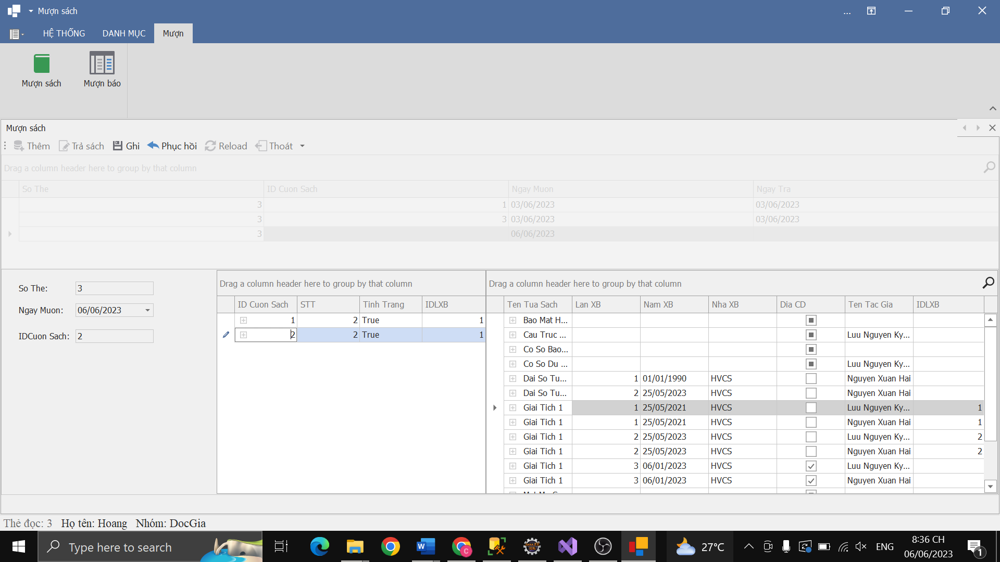 Mượn sách
...
HỆ THỐNG DANH MỤC Mượn
Mượn sách Mượn báo
Mượn sách
Thêm Trả sách Ghi Phục hồi Reload Thoát
Drag a column header here to group by that column
So The ID Cuon Sach Ngay Muon Ngay Tra
3 1 03/06/2023 03/06/2023
3 3 03/06/2023 03/06/2023
3 06/06/2023
So The: 3
Ngay Muon: 06/06/2023
IDCuon Sach: 2
Drag a column header here to group by that column
ID Cuon Sach STT Tinh Trang IDLXB
1 2 True 1
2 2 True 1
Drag a column header here to group by that column
Ten Tua Sach Lan XB Nam XB Nha XB Dia CD Ten Tac Gia IDLXB
Bao Mat H...
Cau Truc ... Luu Nguyen Ky...
Co So Bao...
Co So Du ... Luu Nguyen Ky...
Dai So Tu... 1 01/01/1990 HVCS Nguyen Xuan Hai
Dai So Tu... 2 25/05/2023 HVCS Nguyen Xuan Hai
Giai Tich 1 1 25/05/2021 HVCS Luu Nguyen Ky... 1
Giai Tich 1 1 25/05/2021 HVCS Nguyen Xuan Hai 1
Giai Tich 1 2 25/05/2023 HVCS Luu Nguyen Ky... 2
Giai Tich 1 2 25/05/2023 HVCS Nguyen Xuan Hai 2
Giai Tich 1 3 06/01/2023 HVCS Luu Nguyen Ky...
Giai Tich 1 3 06/01/2023 HVCS Nguyen Xuan Hai
Thẻ đọc: 3 Họ tên: Hoang Nhóm: DocGia
Type here to search
27°C
ENG
8:36 CH
06/06/2023
1